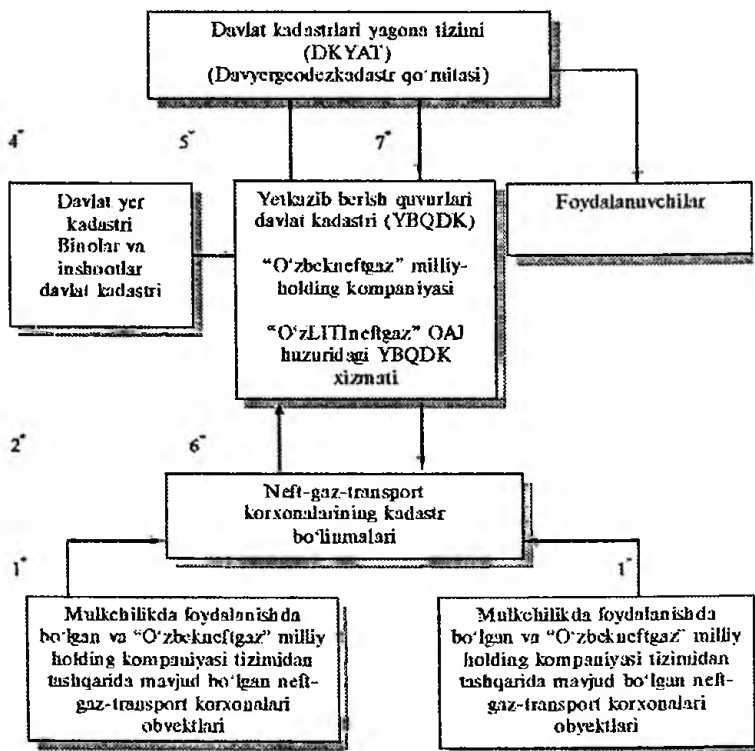 Davlat kadastrlari yagona tizimi
(DKYAT)
(Davyergeodezkadastr qo‘mitasi)
4*
5*
7*
Davlat yer
kadastri
Binolar va
inshootlar
davlat kadastri
Yetkazib berish quvurlari
davlat kadastri (YBQDK)
“O‘zbekneftgaz” milliy-
holding kompaniyasi
“O‘zLITIneftgaz” OAJ
huzuridagi YBQDK
xizmati
Foydalanuvchilar
2*
6*
Neft-gaz-transport
korxonalarining kadastr
bo‘linmalari
1*
1*
Mulkchilikda foydalanishda
bo‘lgan va “O‘zbekneftgaz” milliy
holding kompaniyasi tizimidan
tashqarida mavjud bo‘lgan neft-
gaz-transport korxonalari
obyektlari
Mulkchilikda foydalanishda
bo‘lgan va “O‘zbekneftgaz” milliy
holding kompaniyasi tizimidan
tashqarida mavjud bo‘lgan neft-
gaz-transport korxonalari
obyektlari